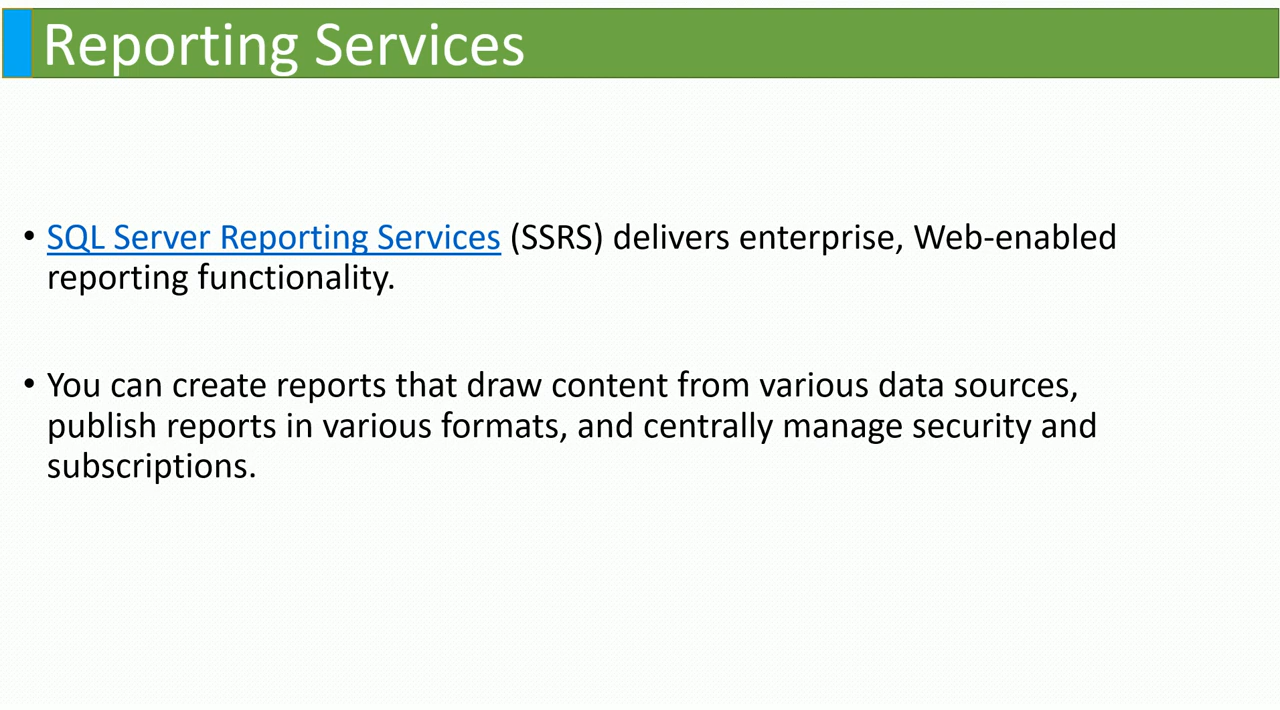 Reporting Services
• SQL Server Reporting Services (SSRS) delivers enterprise, Web-enabled
reporting functionality.
• You can create reports that draw content from various data sources,
publish reports in various formats, and centrally manage security and
subscriptions.